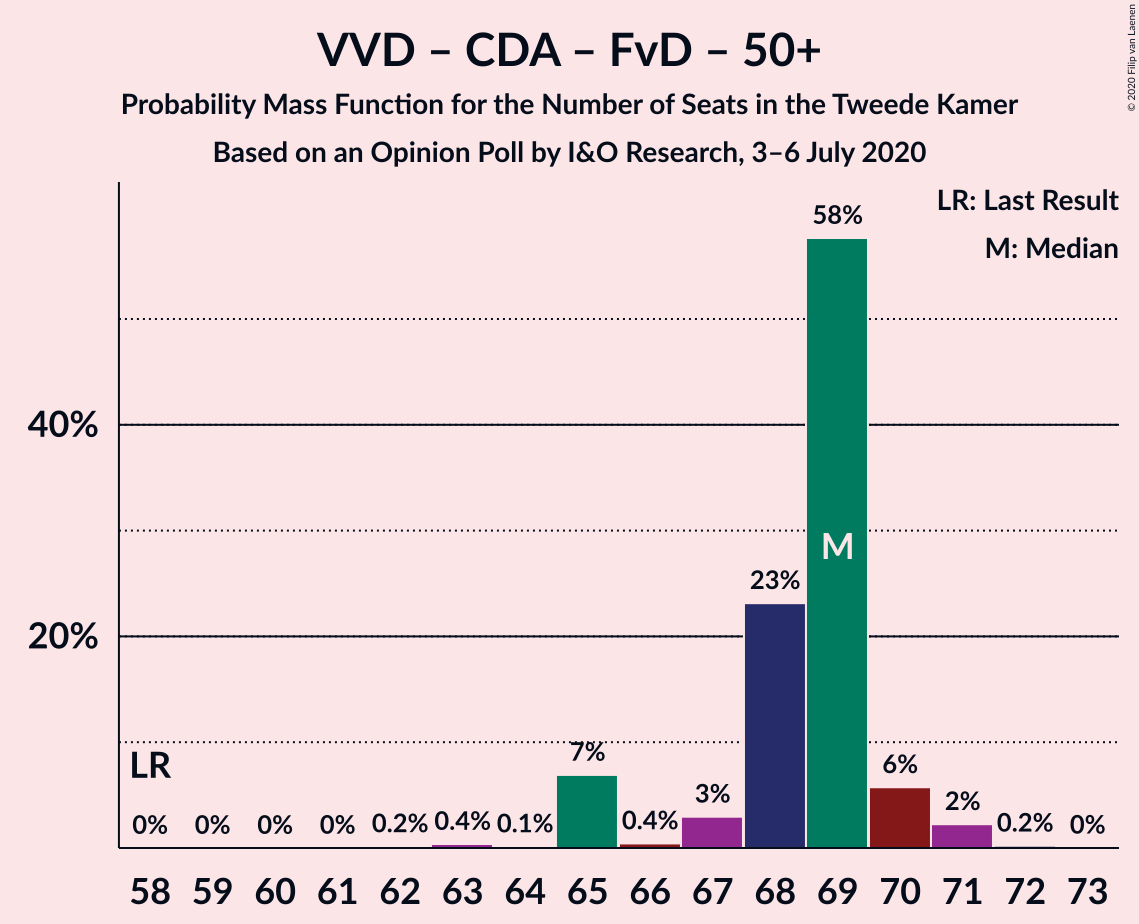 VVD – CDA – FvD – 50+
Probability Mass Function for the Number of Seats in the Tweede Kamer
Based on an Opinion Poll by I&O Research, 3–6 July 2020
© 2020 Filip van Laenen
LR: Last Result
M: Median
58%
40%
M
23%
20%
LR
7%
6%
3%
2%
0% 0% 0% 0% 0.2% 0.4% 0.1% 0.4% 0.2% 0%
58 59 60 61 62 63 64 65 66 67 68 69 70 71 72 73